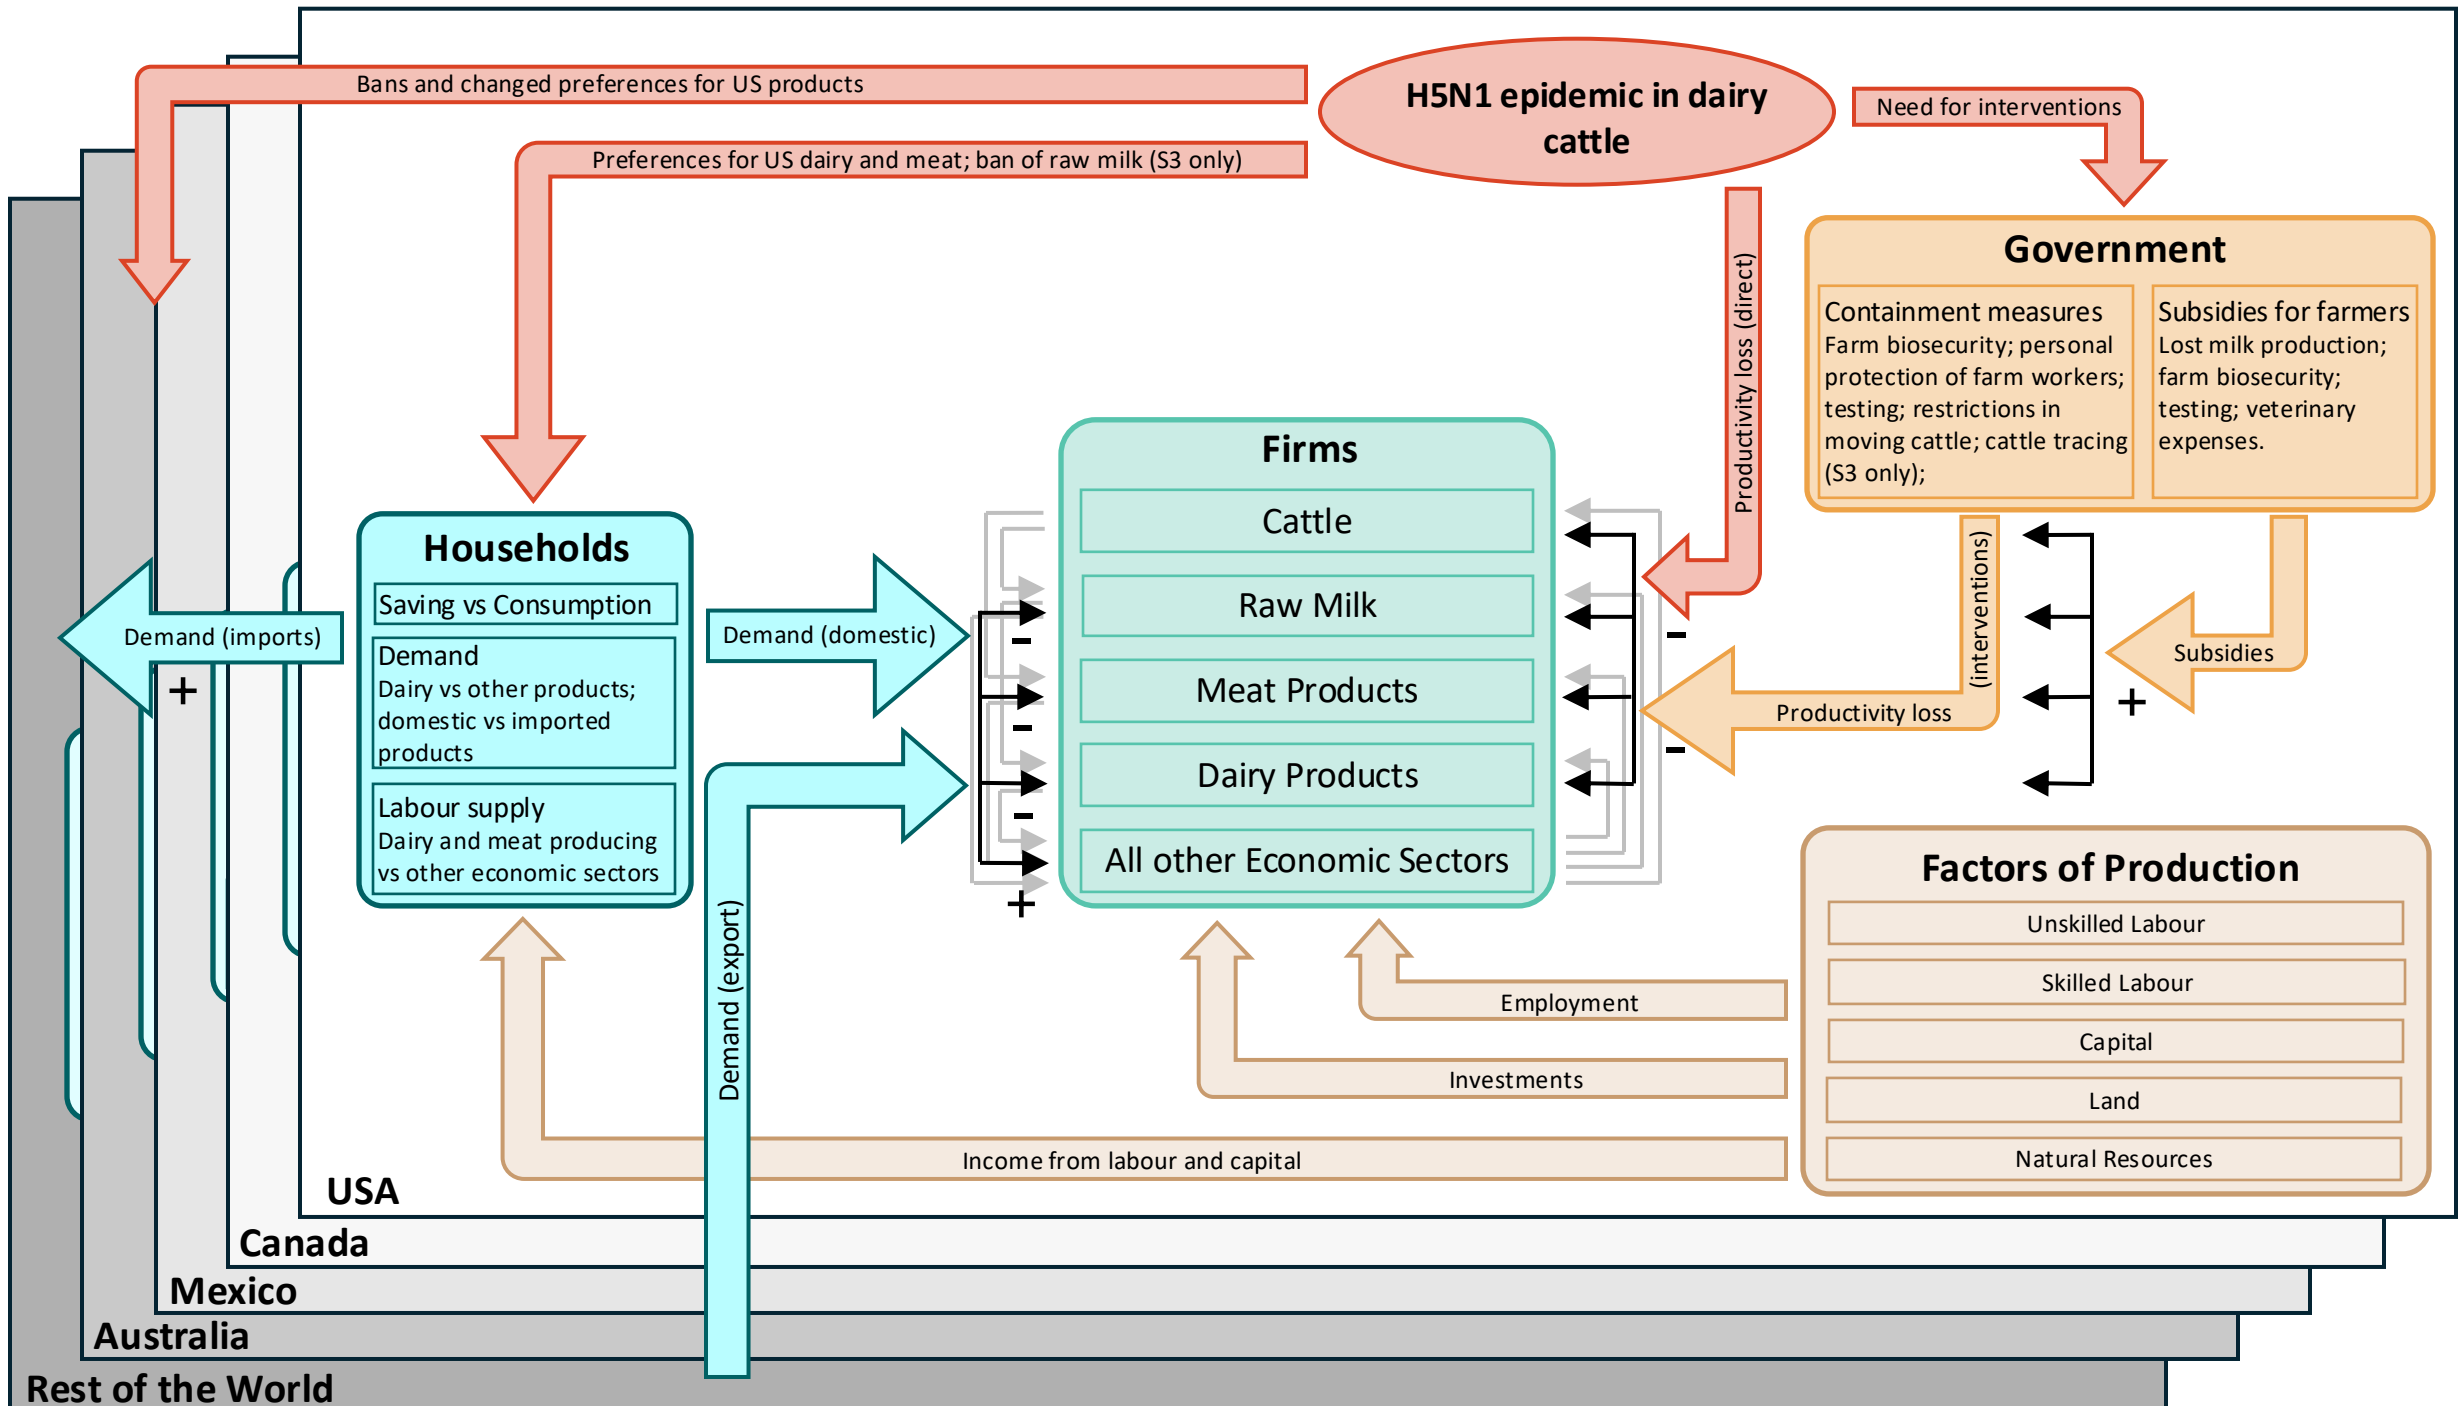 Bans and changed preferences for US products
H5N1 epidemic in dairy
cattle
Need for interventions
Preferences for US dairy and meat; ban of raw milk (S3 only)
Productivity loss (direct)
Government
Containment measures
Farm biosecurity; personal
protection of farm workers;
testing; restrictions in
moving cattle; cattle tracing
(S3 only);
Subsidies for farmers
Lost milk production;
farm biosecurity;
testing; veterinary
expenses.
Firms
Cattle
Raw Milk
Meat Products
Dairy Products
All other Economic Sectors
Households
Saving vs Consumption
Demand
Dairy vs other products;
domestic vs imported
products
Labour supply
Dairy and meat producing
vs other economic sectors
Demand (imports)
+
Demand (domestic)
-
-
-
+
-
-
(interventions)
Productivity loss
Subsidies
+
Demand (export)
Factors of Production
Unskilled Labour
Skilled Labour
Capital
Land
Natural Resources
Employment
Investments
Income from labour and capital
USA
Canada
Mexico
Australia
Rest of the World